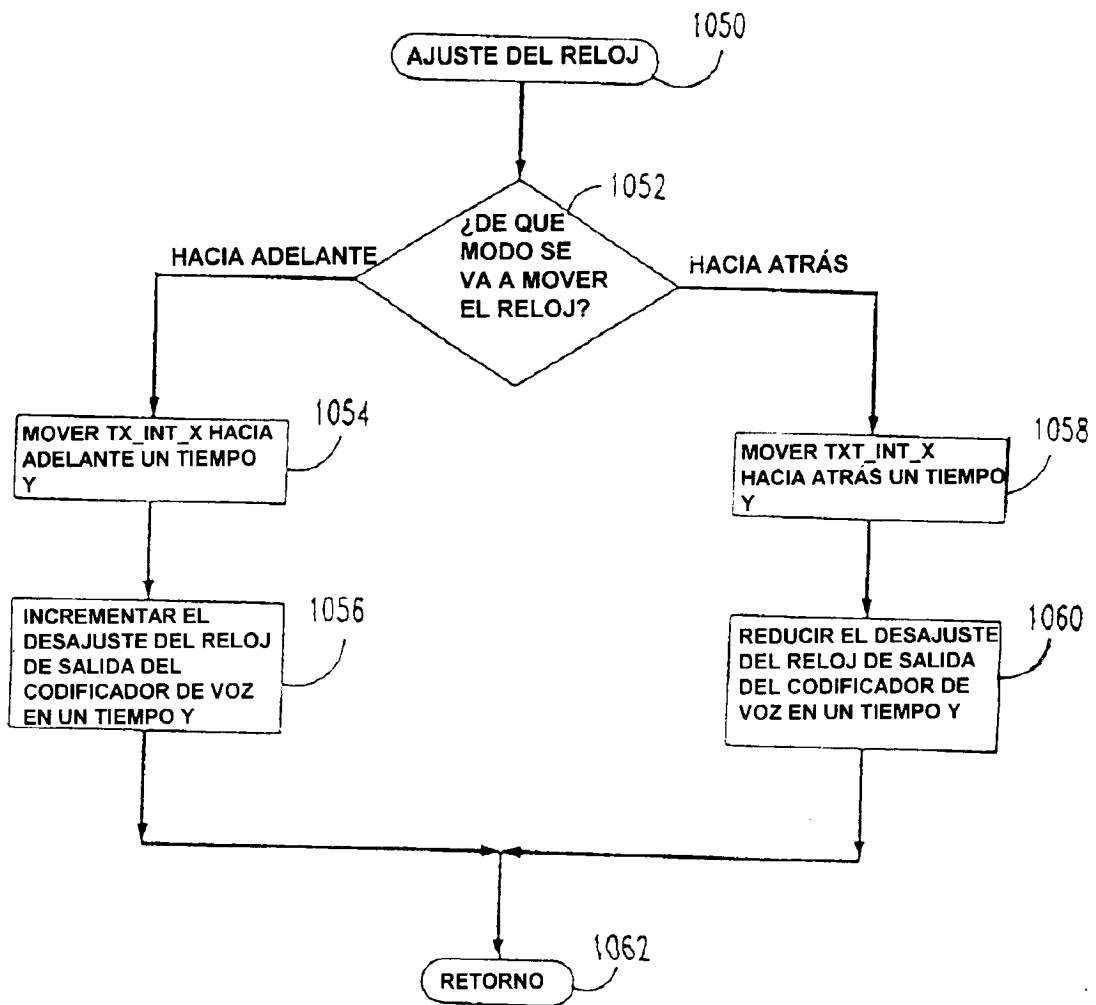 1050
AJUSTE DEL RELOJ
1052
¿DE QUE
MODO SE
VA A MOVER
EL RELOJ?
HACIA ADELANTE
HACIA ATRÁS
1054
MOVER TX_INT_X HACIA
ADELANTE UN TIEMPO
Y
1058
MOVER TXT_INT_X
HACIA ATRÁS UN TIEMPO
Y
1056
INCREMENTAR EL
DESAJUSTE DEL RELOJ
DE SALIDA DEL
CODIFICADOR DE VOZ
EN UN TIEMPO Y
1060
REDUCIR EL DESAJUSTE
DEL RELOJ DE SALIDA
DEL CODIFICADOR DE
VOZ EN UN TIEMPO Y
1062
RETORNO